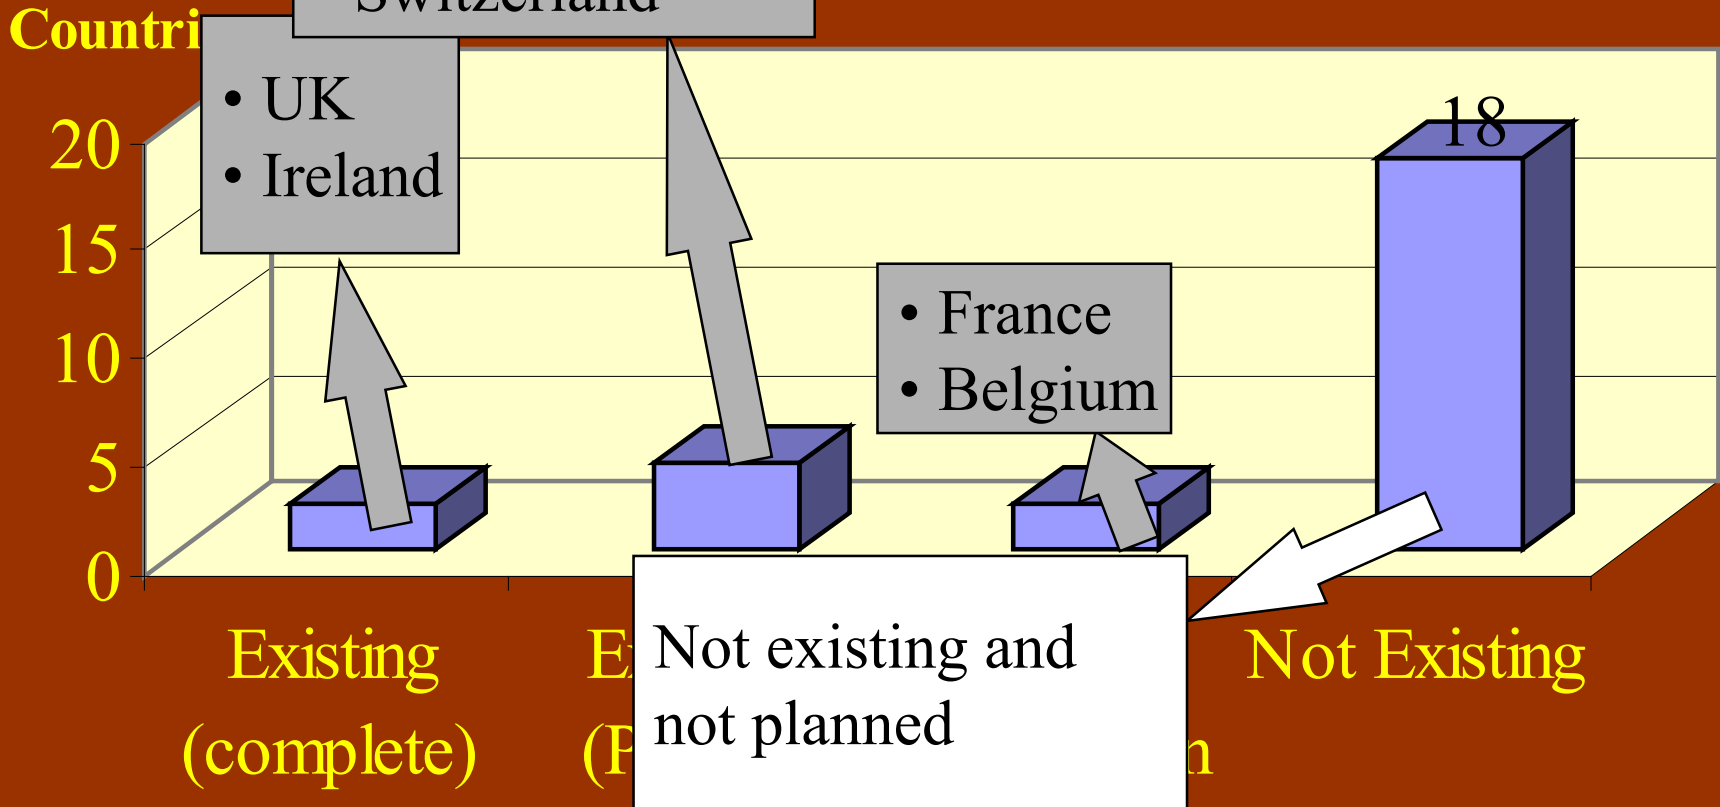 Switzerland
Countri
• UK
• Ireland
20
15
10
5
0
18
• France
• Belgium
Existing
(complete)
Not existing and
not planned
Not Existing